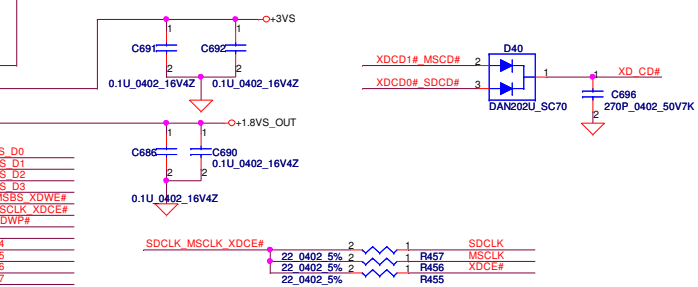 +3VS
1 1
C691 C692
2 2
0.1U_0402_16V4Z 0.1U_0402_16V4Z
D40
XDCD1#_MSCD# 2
1 XD_CD#
XDCD0#_SDCD# 3
DAN202U_SC70
1
C696
270P_0402_50V7K
2
+1.8VS_OUT
1 1
C686 C690
0.1U_0402_16V4Z
2 2
0.1U_0402_16V4Z
S_D0
S_D1
S_D2
S_D3
MSBS_XDWE#
SCLK_XDCE#
DWP#
4
5
6
7
SDCLK_MSCLK_XDCE# 2 1 SDCLK
22_0402_5% 2 1 R457 MSCLK
22_0402_5% 2 1 R456 XDCE#
22_0402_5% R455